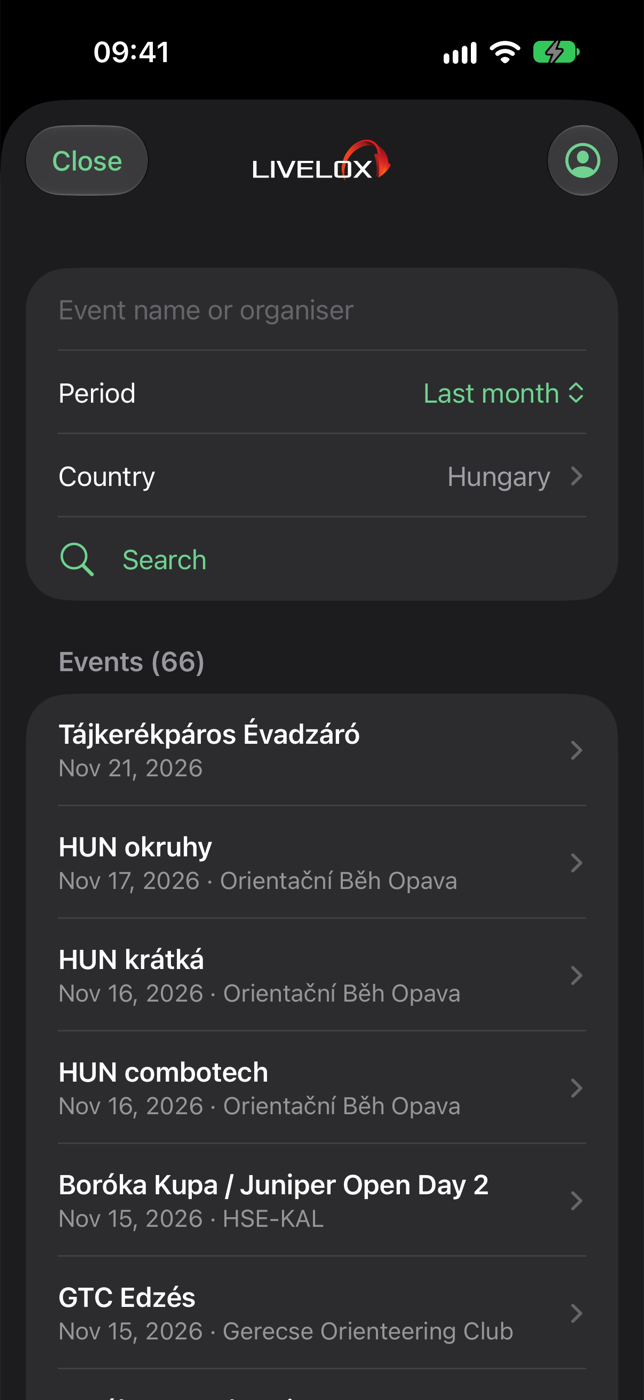 09:41
Close
LIVELOX
Event name or organiser
Period
Last month
Country
Hungary
Search
Events (66)
Tájkerékpáros Évadzáró
Nov 21, 2026
HUN okruhy
Nov 17, 2026 · Orientační Běh Opava
HUN krátká
Nov 16, 2026 · Orientační Běh Opava
HUN combotech
Nov 16, 2026 · Orientační Běh Opava
Boróka Kupa / Juniper Open Day 2
Nov 15, 2026 · HSE-KAL
GTC Edzés
Nov 15, 2026 · Gerecse Orienteering Club